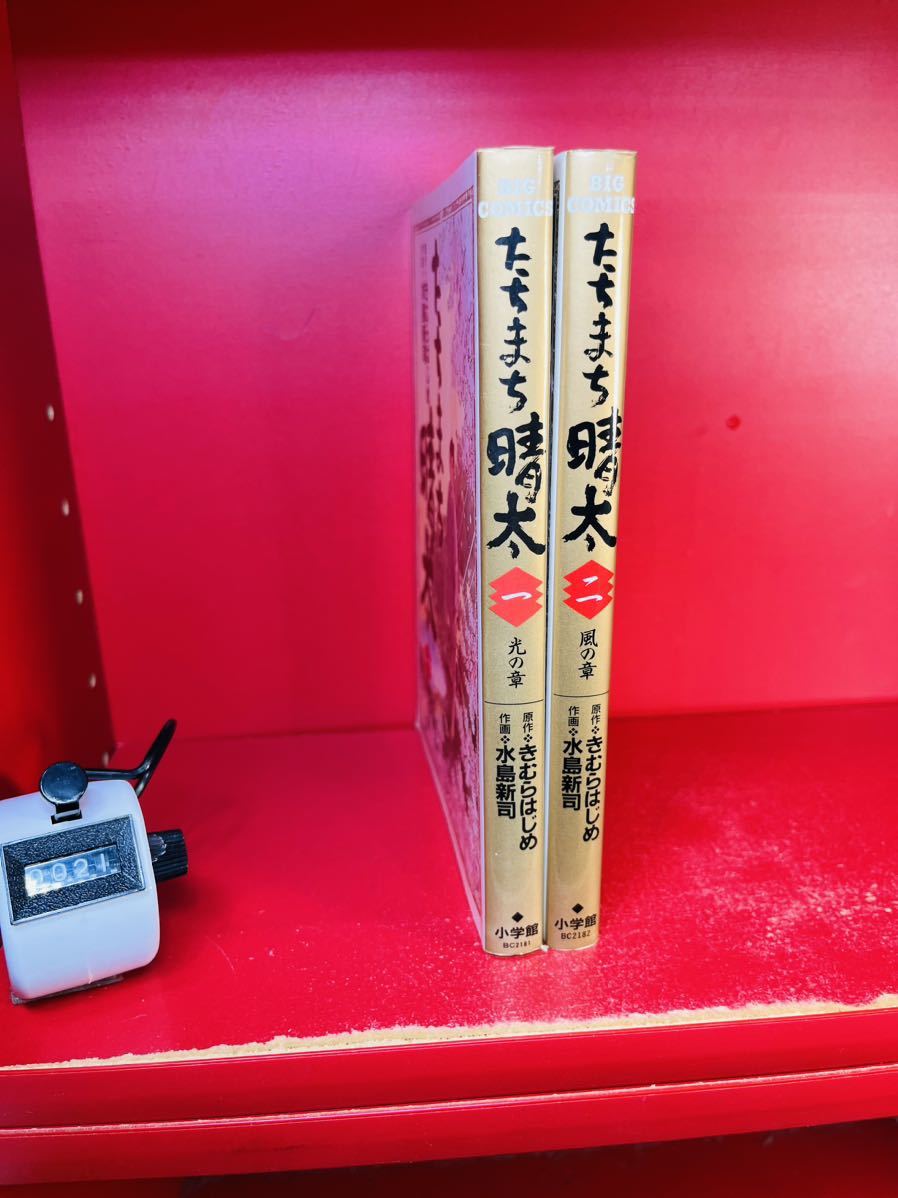 BIG
COMICS
たちまち晴太
一
光の章
原作❖きむらはじめ
作画❖水島新司
◆
小学館
BC2181
BIG
COMICS
たちまち晴太
二
風の章
原作❖きむらはじめ
作画❖水島新司
◆
小学館
BC2182
0021